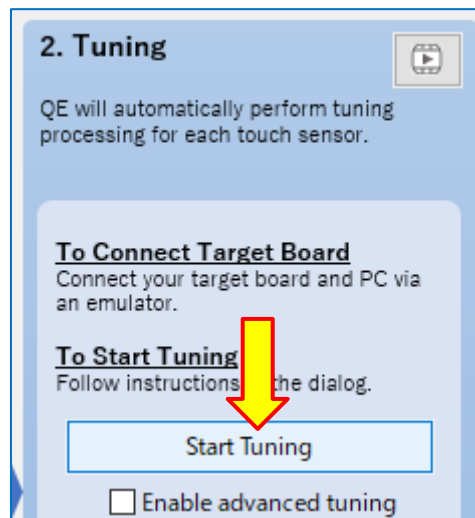 2. Tuning
QE will automatically perform tuning
processing for each touch sensor.
To Connect Target Board
Connect your target board and PC via
an emulator.
To Start Tuning
Follow instructions the dialog.
Start Tuning
Enable advanced tuning